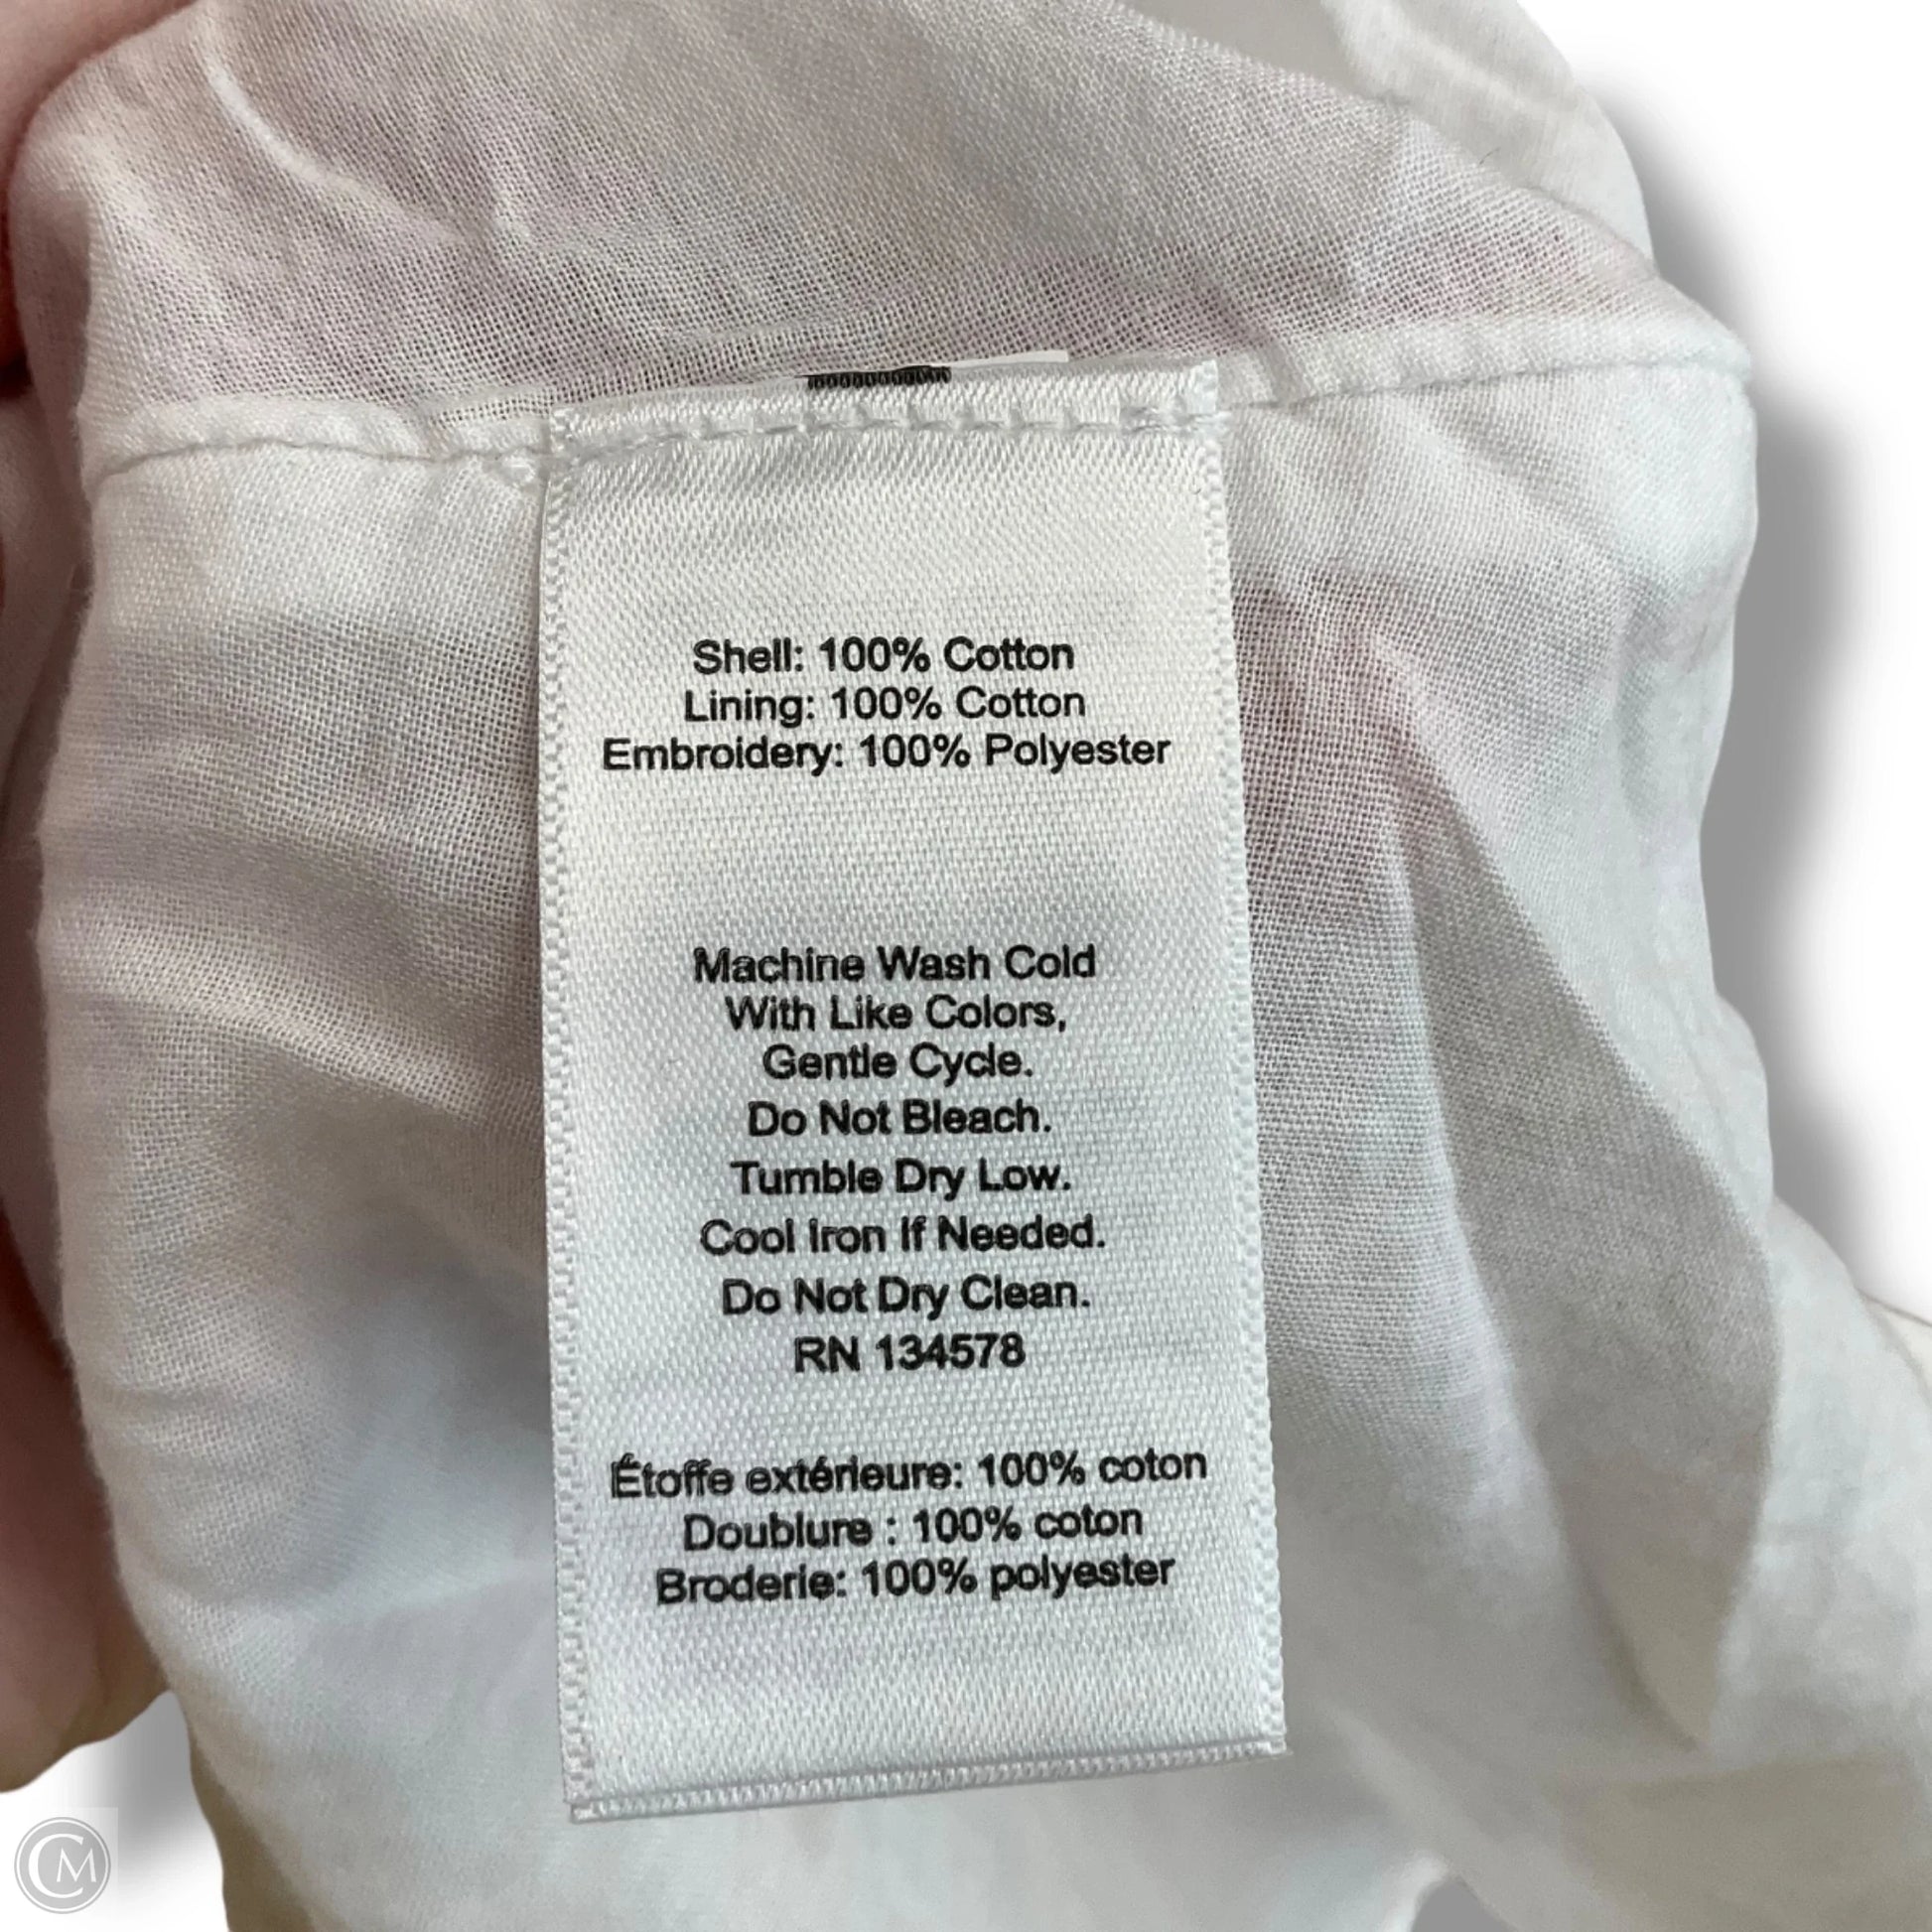 Shell: 100% Cotton
Lining: 100% Cotton
Embroidery: 100% Polyester
Machine Wash Cold
With Like Colors,
Gentle Cycle.
Do Not Bleach.
Tumble Dry Low.
Cool Iron If Needed.
Do Not Dry Clean.
RN 134578
Étoffe extérieure: 100% coton
Doublure : 100% coton
Broderie: 100% polyester
CM